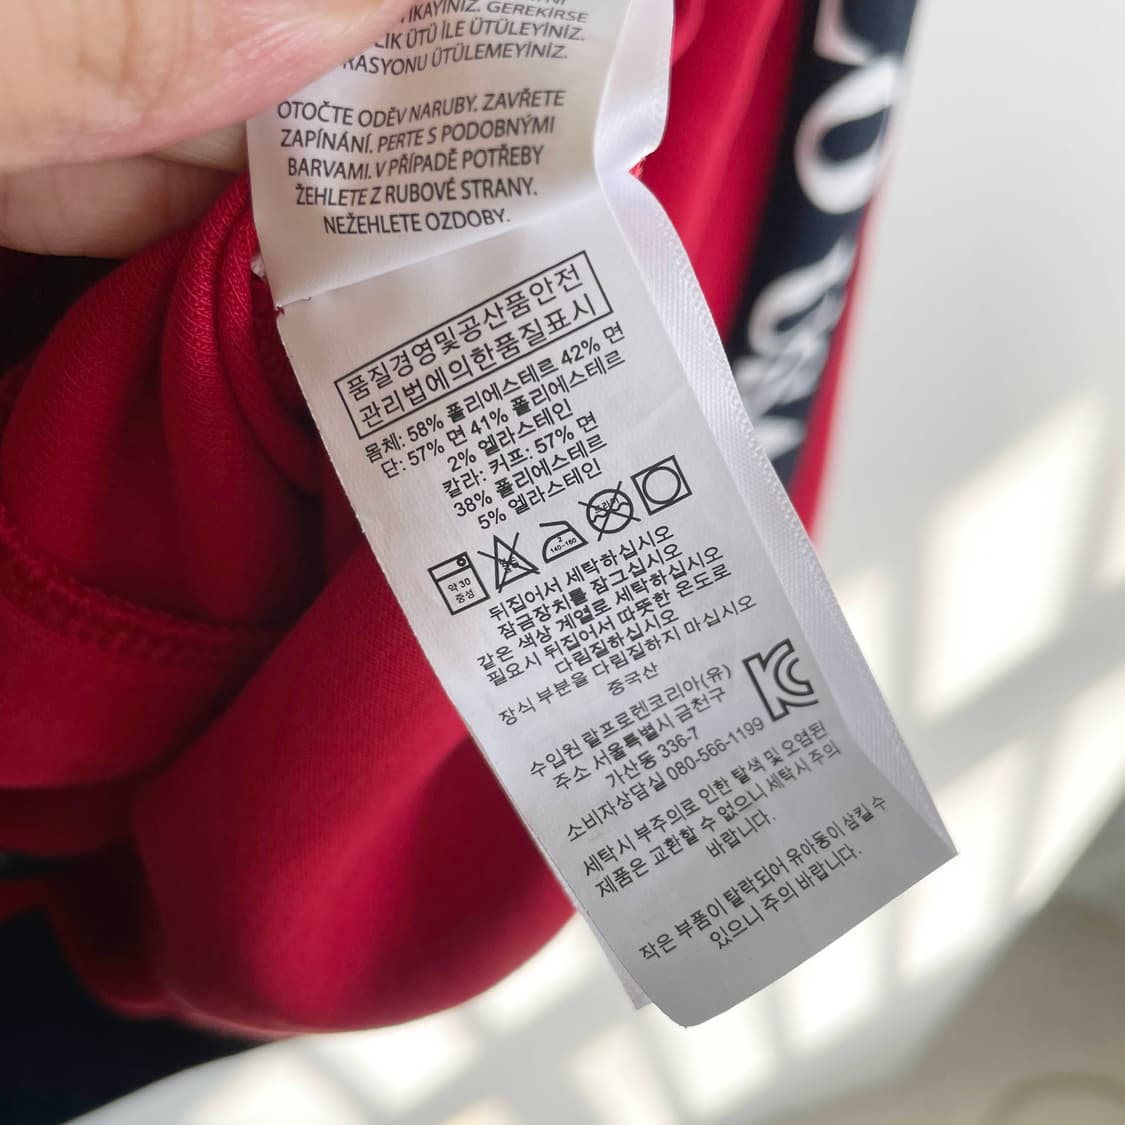 IKAYINIZ. GEREKİRSE
ÜTÜ İLE ÜTÜLEYİNİZ.
RASYONU ÜTÜLEMEYİNİZ.
OTOČTE ODĚV NARUBY. ZAVŘETE
ZAPÍNÁNÍ. PERTE S PODOBNÝMI
BARVAMI. V PŘÍPADĚ POTŘEBY
ŽEHLETE Z RUBOVÉ STRANY.
NEŽEHLETE OZDOBY.
품질경영및공산품안전
관리법에의한품질표시
몸체: 58% 폴리에스테르 42% 면
단: 57% 면 41% 폴리에스테르
2% 엘라스테인
칼라: 커프: 57% 면
38% 폴리에스테르
5% 엘라스테인
약 30
중성
140~160
뒤집어서 세탁하십시오
잠금장치를 잠그십시오
같은 색상 계열로 세탁하십시오
필요시 뒤집어서 따뜻한 온도로
다림질하십시오
장식 부분을 다림질하지 마십시오
중국산
수입원 랄프로렌코리아(유)
주소 서울특별시 금천구
가산동 336-7
소비자상담실 080-566-1199
세탁시 부주의로 인한 탈색 및 오염된
제품은 교환할 수 없으니 세탁시 주의
바랍니다.
작은 부품이 탈락되어 유아동이 삼킬 수
있으니 주의 바랍니다.